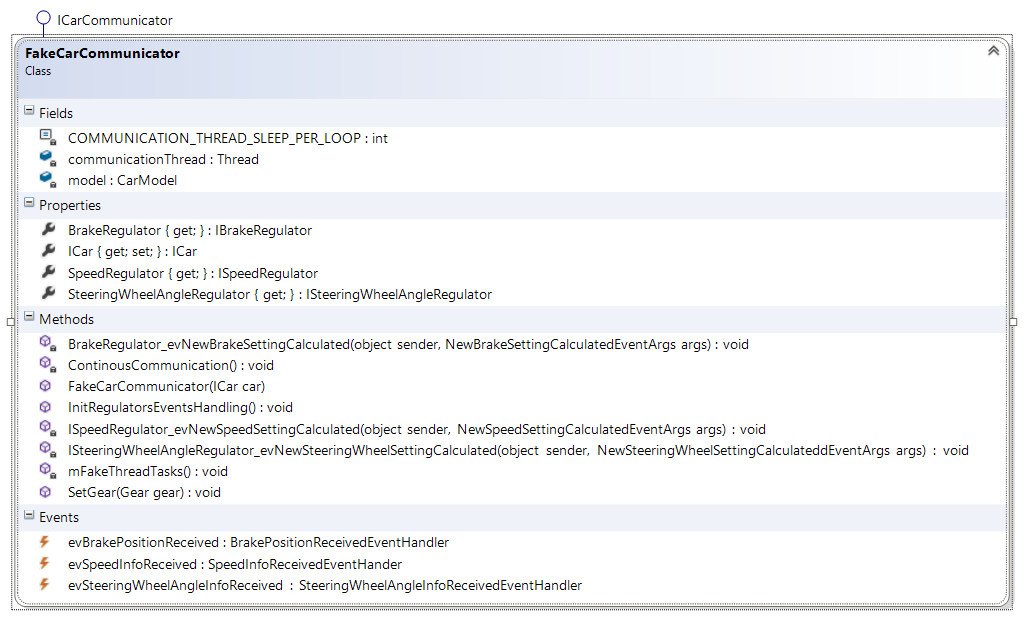 ICarCommunicator
FakeCarCommunicator
Class
Fields
COMMUNICATION_THREAD_SLEEP_PER_LOOP : int
communicationThread : Thread
model : CarModel
Properties
BrakeRegulator { get; } : IBrakeRegulator
ICar { get; set; } : ICar
SpeedRegulator { get; } : ISpeedRegulator
SteeringWheelAngleRegulator { get; } : ISteeringWheelAngleRegulator
Methods
BrakeRegulator_evNewBrakeSettingCalculated(object sender, NewBrakeSettingCalculatedEventArgs args) : void
ContinousCommunication() : void
FakeCarCommunicator(ICar car)
InitRegulatorsEventsHandling() : void
ISpeedRegulator_evNewSpeedSettingCalculated(object sender, NewSpeedSettingCalculatedEventArgs args) : void
ISteeringWheelAngleRegulator_evNewSteeringWheelSettingCalculated(object sender, NewSteeringWheelSettingCalculateddEventArgs args) : void
mFakeThreadTasks() : void
SetGear(Gear gear) : void
Events
evBrakePositionReceived : BrakePositionReceivedEventHandler
evSpeedInfoReceived : SpeedInfoReceivedEventHander
evSteeringWheelAngleInfoReceived : SteeringWheelAngleInfoReceivedEventHandler